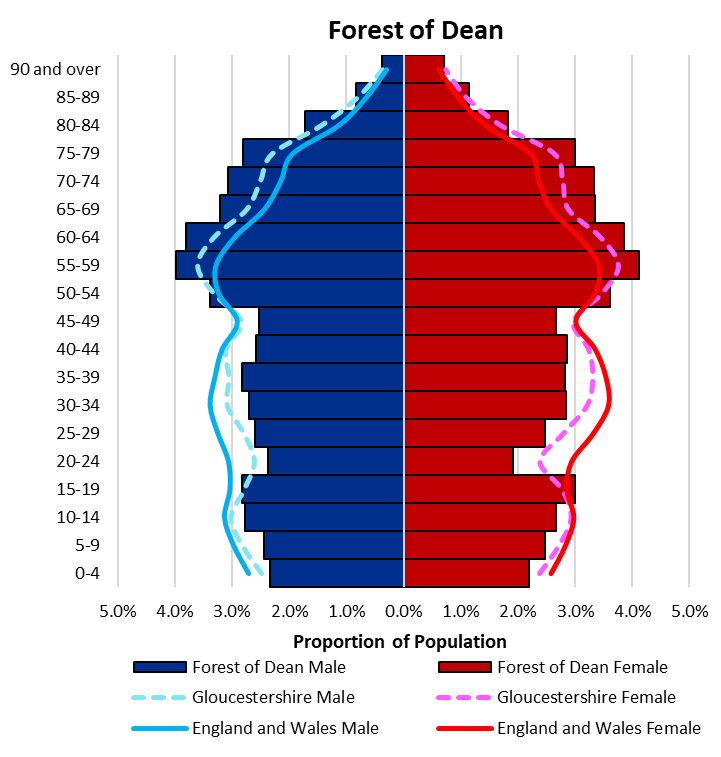 Forest of Dean
90 and over
85-89
80-84
75-79
70-74
65-69
60-64
55-59
50-54
45-49
40-44
35-39
30-34
25-29
20-24
15-19
10-14
5-9
0-4
5.0% 4.0% 3.0% 2.0% 1.0% 0.0% 1.0% 2.0% 3.0% 4.0% 5.0%
Proportion of Population
Forest of Dean Male Forest of Dean Female
Gloucestershire Male Gloucestershire Female
England and Wales Male England and Wales Female